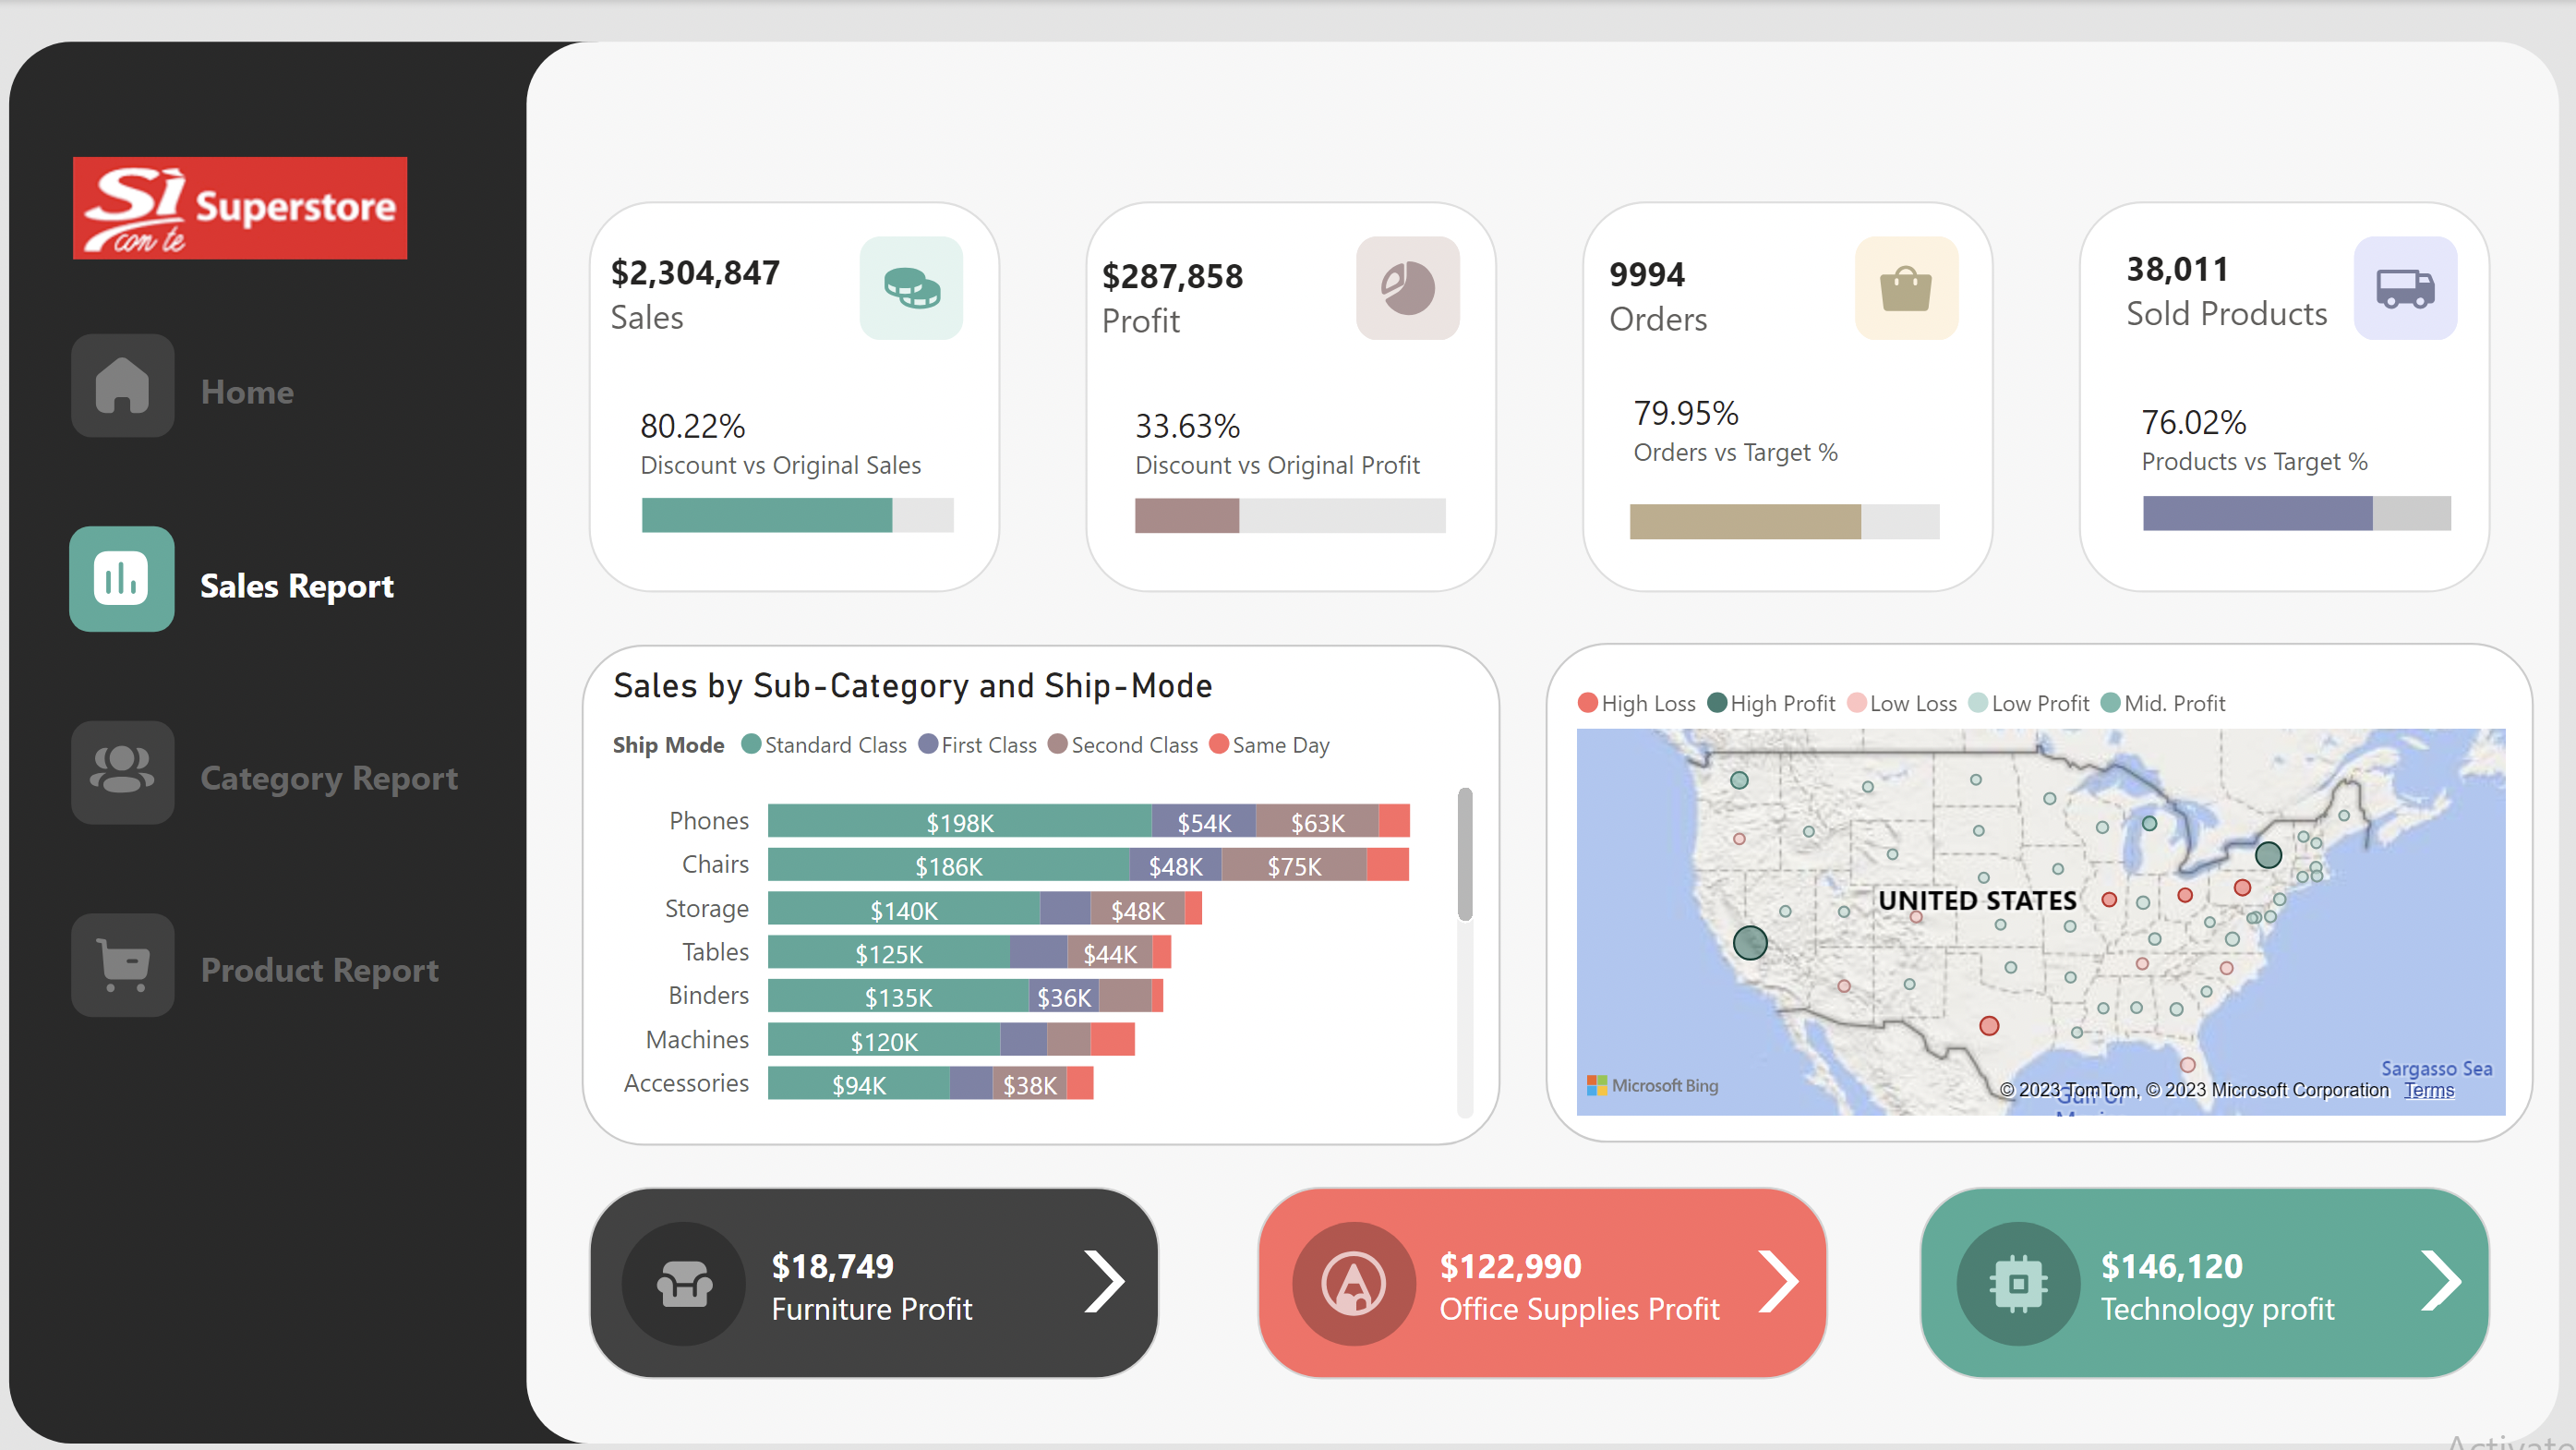 Sì Superstore
con te
Home
Sales Report
Category Report
Product Report
$2,304,847
Sales
80.22%
Discount vs Original Sales
$287,858
Profit
33.63%
Discount vs Original Profit
9994
Orders
79.95%
Orders vs Target %
38,011
Sold Products
76.02%
Products vs Target %
Sales by Sub-Category and Ship-Mode
Ship Mode Standard Class First Class Second Class Same Day
Phones $198K $54K $63K
Chairs $186K $48K $75K
Storage $140K $48K
Tables $125K $44K
Binders $135K $36K
Machines $120K
Accessories $94K $38K
High Loss High Profit Low Loss Low Profit Mid. Profit
UNITED STATES
Sargasso Sea
Microsoft Bing
© 2023 TomTom, © 2023 Microsoft Corporation Terms
$18,749
Furniture Profit
$122,990
Office Supplies Profit
$146,120
Technology profit